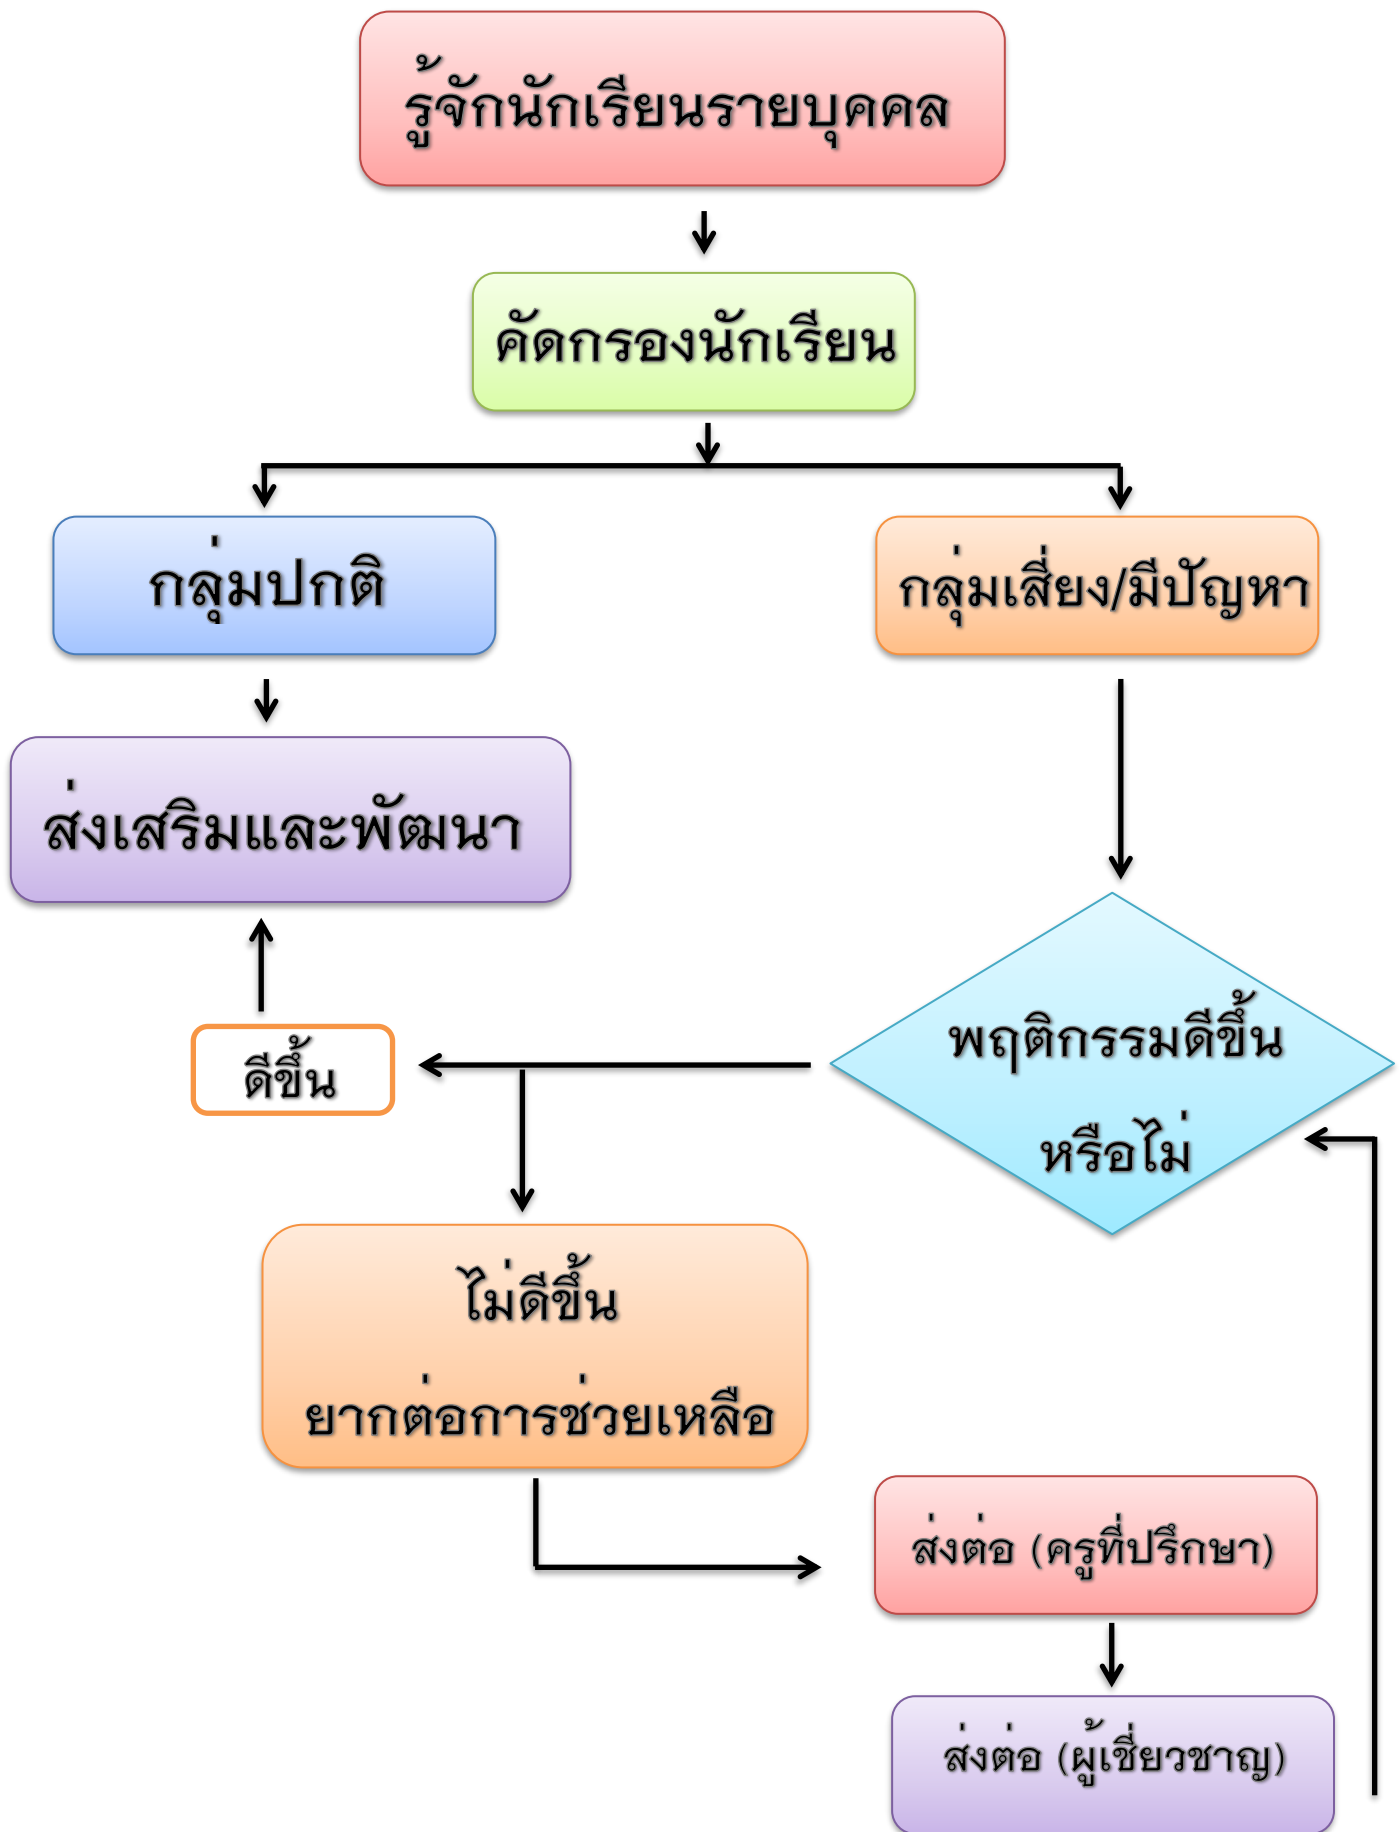 รู้จักนักเรียนรายบุคคล
คัดกรองนักเรียน
กลุ่มปกติ
กลุ่มเสี่ยง/มีปัญหา
ส่งเสริมและพัฒนา
พฤติกรรมดีขึ้น
หรือไม่
ดีขึ้น
ไม่ดีขึ้น
ยากต่อการช่วยเหลือ
ส่งต่อ (ครูที่ปรึกษา)
ส่งต่อ (ผู้เชี่ยวชาญ)